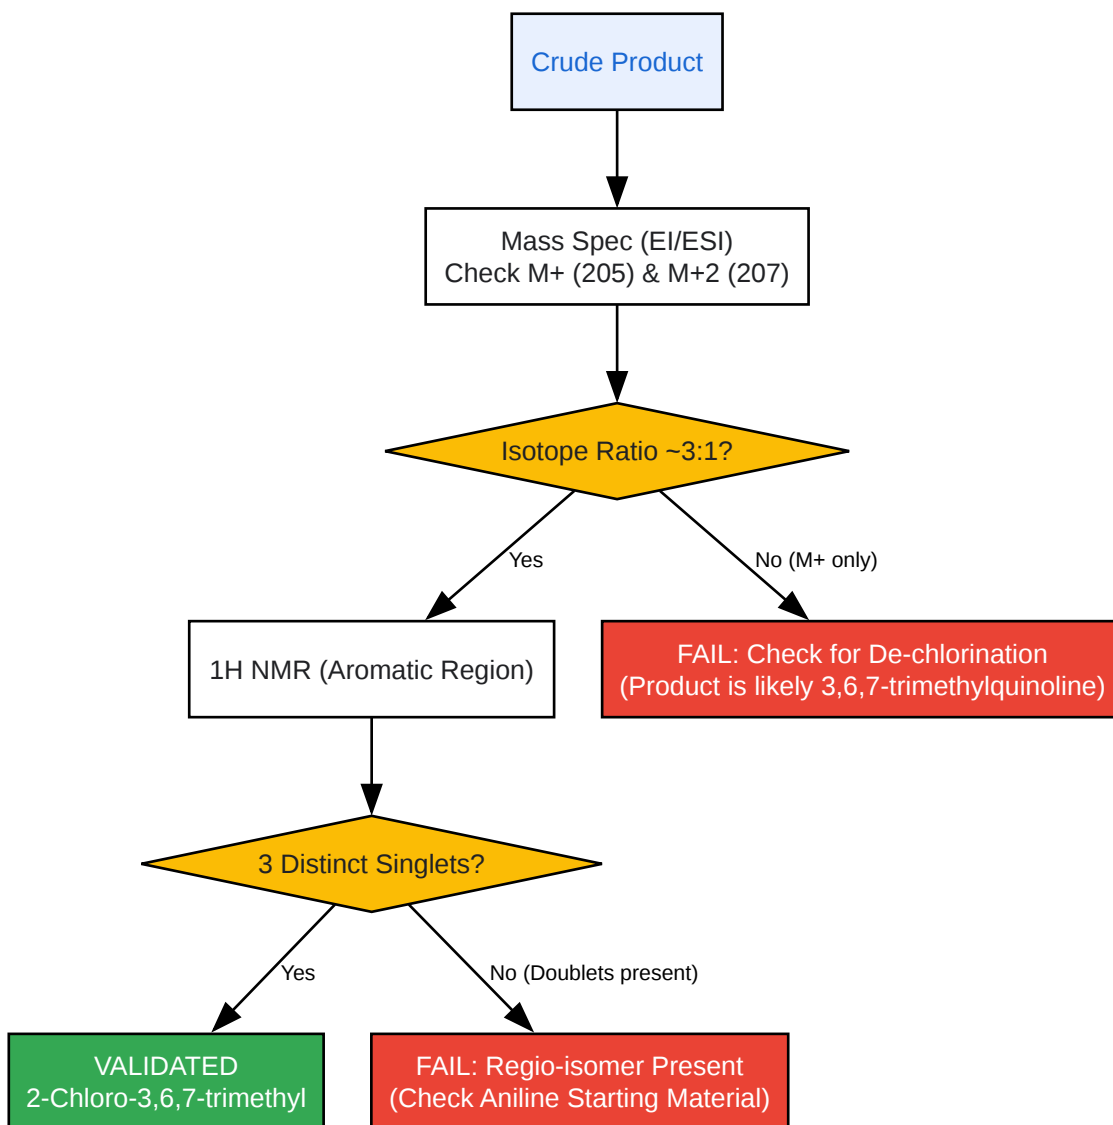 Crude Product
Mass Spec (EI/ESI)
Check M+ (205) & M+2 (207)
Isotope Ratio ~3:1?
Yes
No (M+ only)
1H NMR (Aromatic Region)
FAIL: Check for De-chlorination
(Product is likely 3,6,7-trimethylquinoline)
3 Distinct Singlets?
Yes
No (Doublets present)
VALIDATED
2-Chloro-3,6,7-trimethyl
FAIL: Regio-isomer Present
(Check Aniline Starting Material)